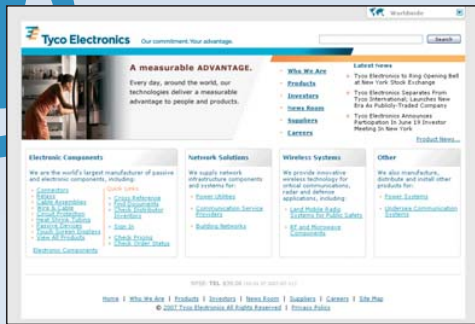 Worldwide
Tyco Electronics
Our commitment. Your advantage.
Search
A measurable ADVANTAGE.
Every day, around the world, our
technologies deliver a measurable
advantage to people and products.
Who We Are
Products
Investors
News Room
Suppliers
Careers
Latest News
Tyco Electronics to Ring Opening Bell
at New York Stock Exchange
Tyco Electronics Separates From
Tyco International; Launches New
Era As Publicly-Traded Company
Tyco Electronics Announces
Participation In June 19 Investor
Meeting In New York
Product News...
Electronic Components
We are the world's largest manufacturer of passive
and electronic components, including:
Connectors
Relays
Cable Assemblies
Wire & Cable
Circuit Protection
Heat Shrink Tubing
Passive Devices
Touch Screen Displays
View All Products
Electronic Components
Quick Links
Cross Reference
Find Documents
Check Distributor
Inventory
Sign In
Check Pricing
Check Order Status
Network Solutions
We supply network
infrastructure components
and systems for:
Power Utilities
Communication Service
Providers
Building Networks
Wireless Systems
We provide innovative
wireless technology for
critical communications,
radar and defense
applications, including:
Land Mobile Radio
Systems for Public Safety
RF and Microwave
Components
Other
We also manufacture,
distribute and install other
products for:
Power Systems
Undersea Communication
Systems
NYSE: TEL
Home | Who We Are | Products | Investors | News Room | Suppliers | Careers | Site Map
© 2007 Tyco Electronics All Rights Reserved | Privacy Policy